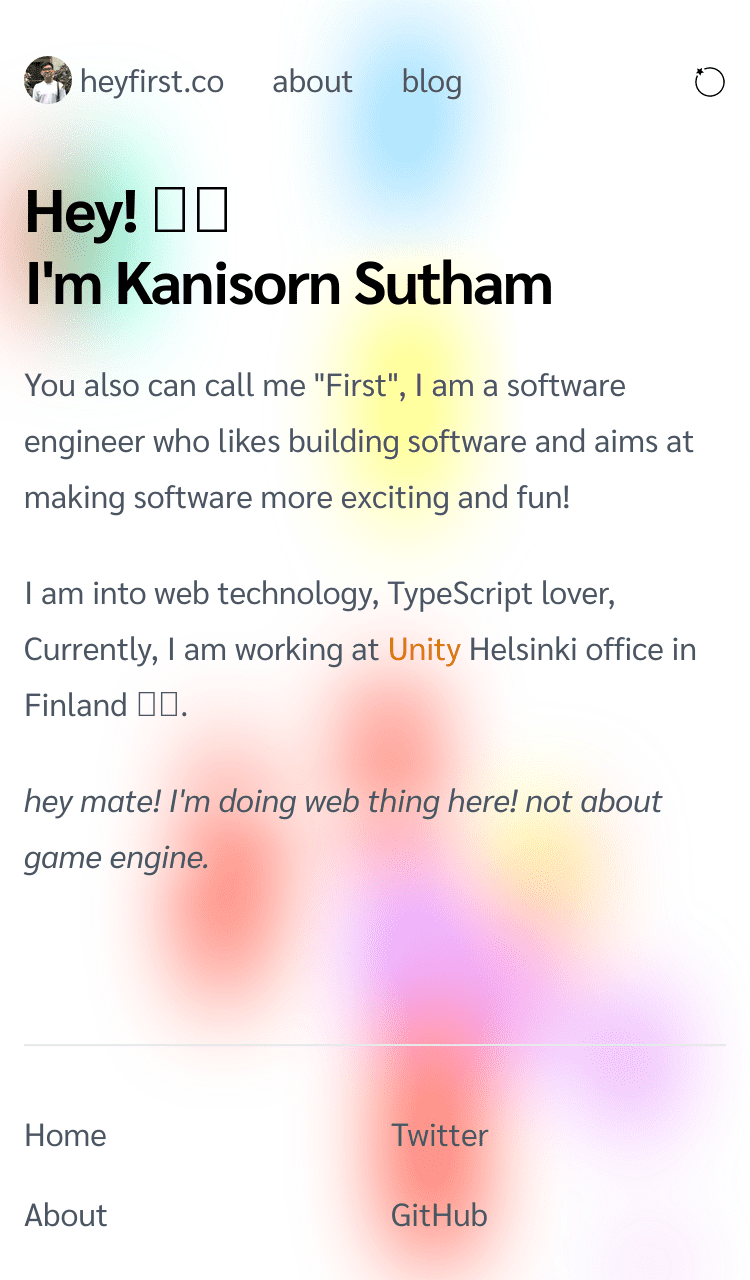 heyfirst.co about blog
Hey! 
I'm Kanisorn Sutham
You also can call me "First", I am a software
engineer who likes building software and aims at
making software more exciting and fun!
I am into web technology, TypeScript lover,
Currently, I am working at Unity Helsinki office in
Finland .
hey mate! I'm doing web thing here! not about
game engine.
Home Twitter
About GitHub